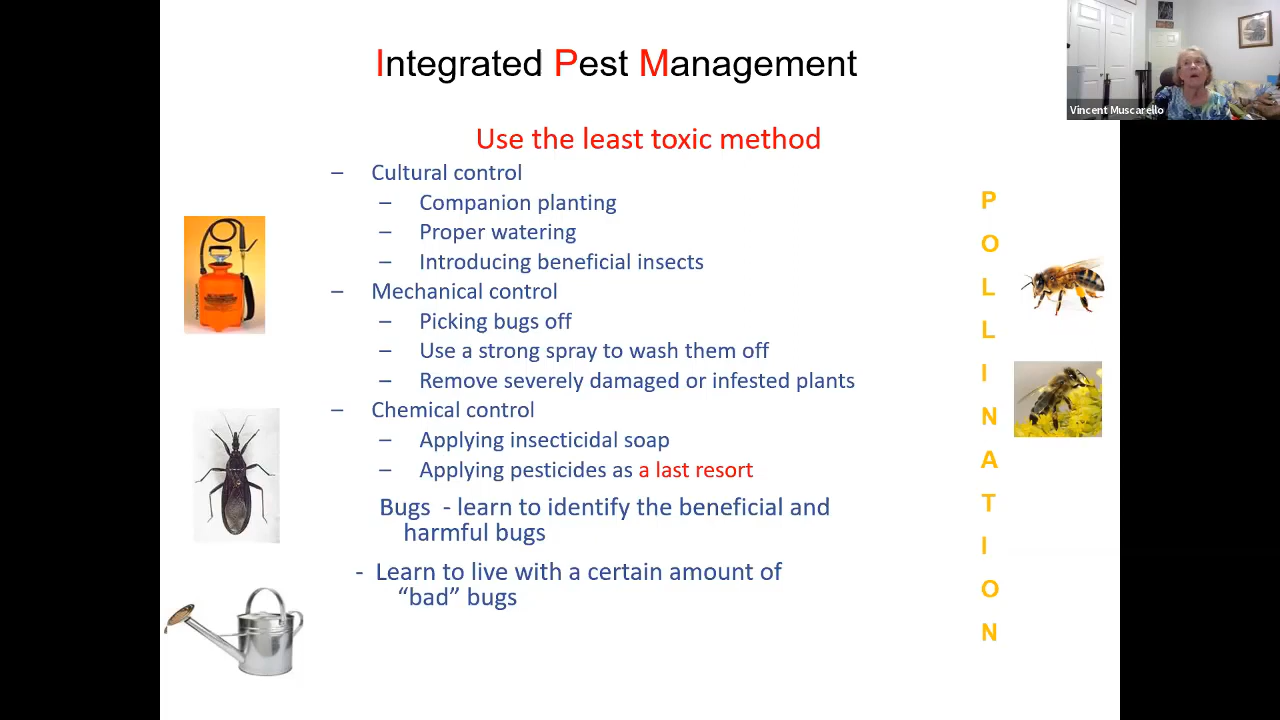 Integrated Pest Management
Vincent Muscarello
Use the least toxic method
– Cultural control
– Companion planting
– Proper watering
– Introducing beneficial insects
– Mechanical control
– Picking bugs off
– Use a strong spray to wash them off
– Remove severely damaged or infested plants
– Chemical control
– Applying insecticidal soap
– Applying pesticides as a last resort
Bugs - learn to identify the beneficial and
harmful bugs
- Learn to live with a certain amount of
“bad” bugs
P
O
L
L
I
N
A
T
I
O
N